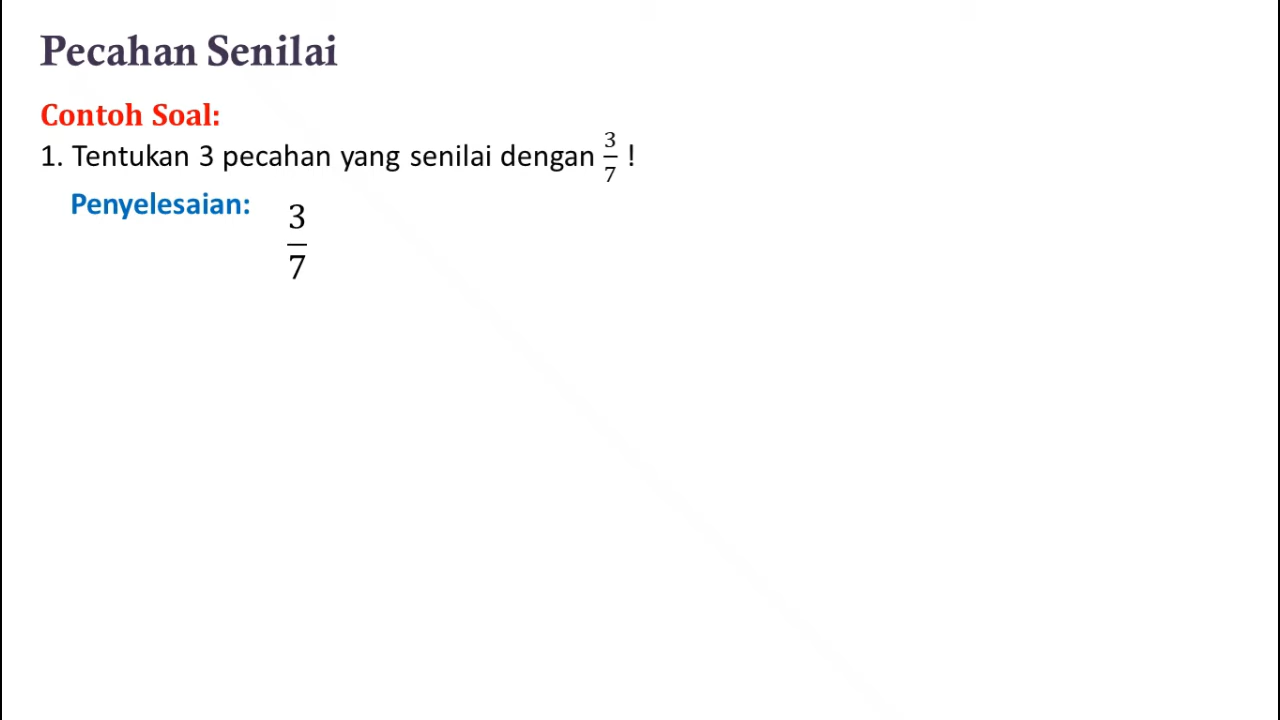 Pecahan Senilai
Contoh Soal:
1. Tentukan 3 pecahan yang senilai dengan 3/7 !
Penyelesaian: 3/7